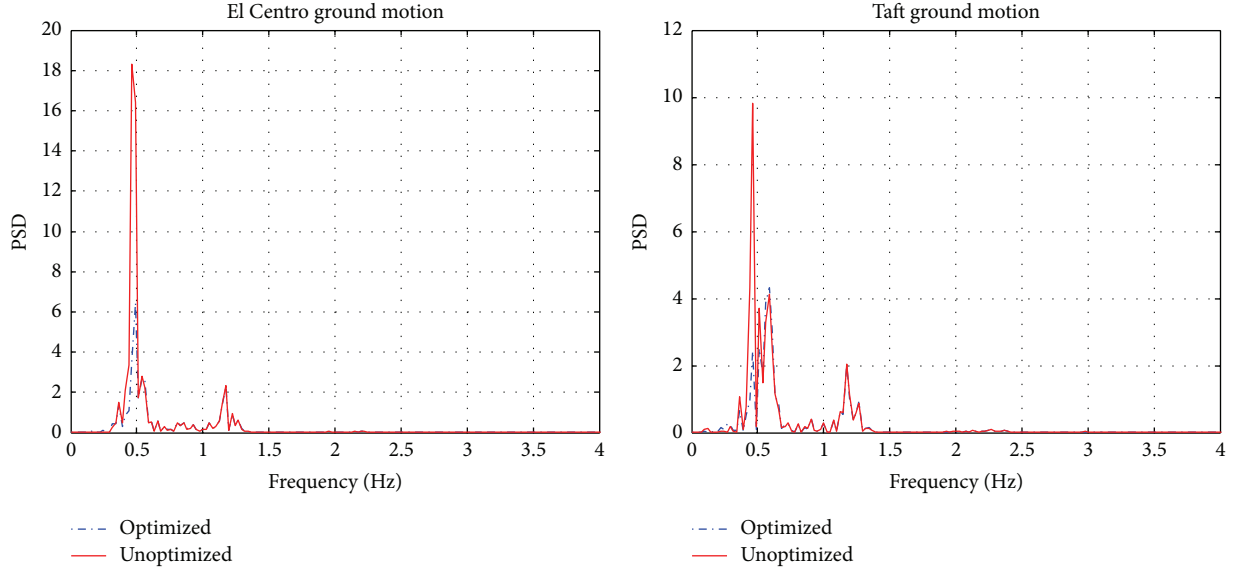 El Centro ground motion
20
18
16
14
12
10
8
6
4
2
0
PSD
0 0.5 1 1.5 2 2.5 3 3.5 4
Frequency (Hz)
Optimized
Unoptimized
Taft ground motion
12
10
8
6
4
2
0
PSD
0 0.5 1 1.5 2 2.5 3 3.5 4
Frequency (Hz)
Optimized
Unoptimized